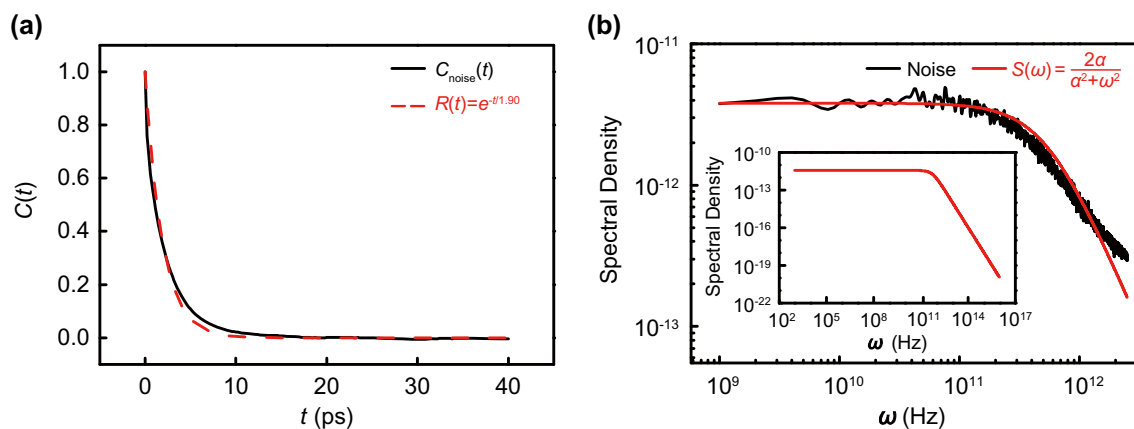 (a)
C(t)
1.0
0.8
0.6
0.4
0.2
0.0
0
10
20
30
40
t (ps)
C_noise(t)
R(t)=e^-t/1.90
(b)
Spectral Density
10^-11
10^-12
10^-13
10^9
10^10
10^11
10^12
ω (Hz)
Noise
S(ω)= 2α / α^2+ω^2
Spectral Density
10^-10
10^-13
10^-16
10^-19
10^-22
10^2
10^5
10^8
10^11
10^14
10^17
ω (Hz)